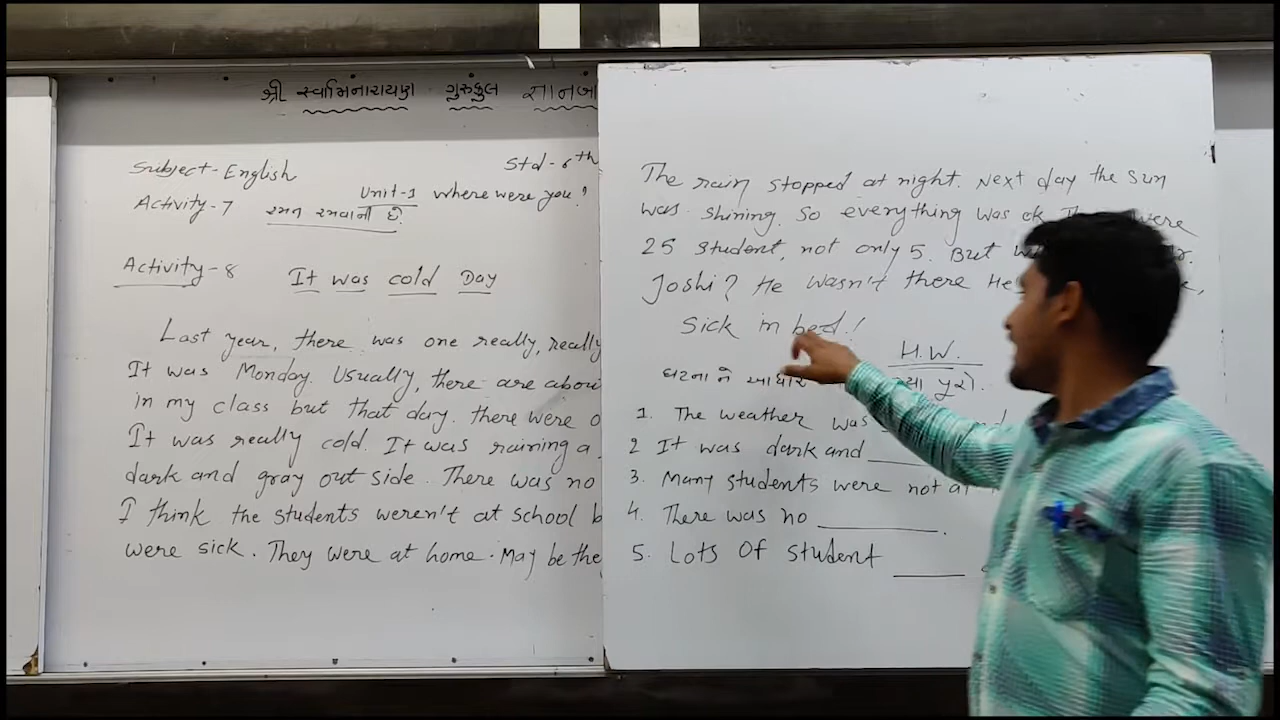 શ્રી સ્વામિનારાયણ ગુરુકુલ
Subject - English
Std - 6th
Unit-1 where were you?
Activity - 7
રમત રમવાની છે.
Activity - 8
It was cold Day
Last year, there was one really, really
It was Monday. Usually, there are abou
in my class but that day. there were o
It was really cold. It was raining a
dark and gray out side. There was no
I think the students weren't at school b
were sick. They were at home. May be the
The rain stopped at night. Next day the sun
was shining. So everything was ok. were
25 student, not only 5. But
Joshi? He wasn't there He
Sick in bed!
H.W.
ઘટના ને આધારે પુરો.
1. The weather was
2 It was dark and ____
3. Many students were not at
4. There was no ____.
5. Lots of student ____